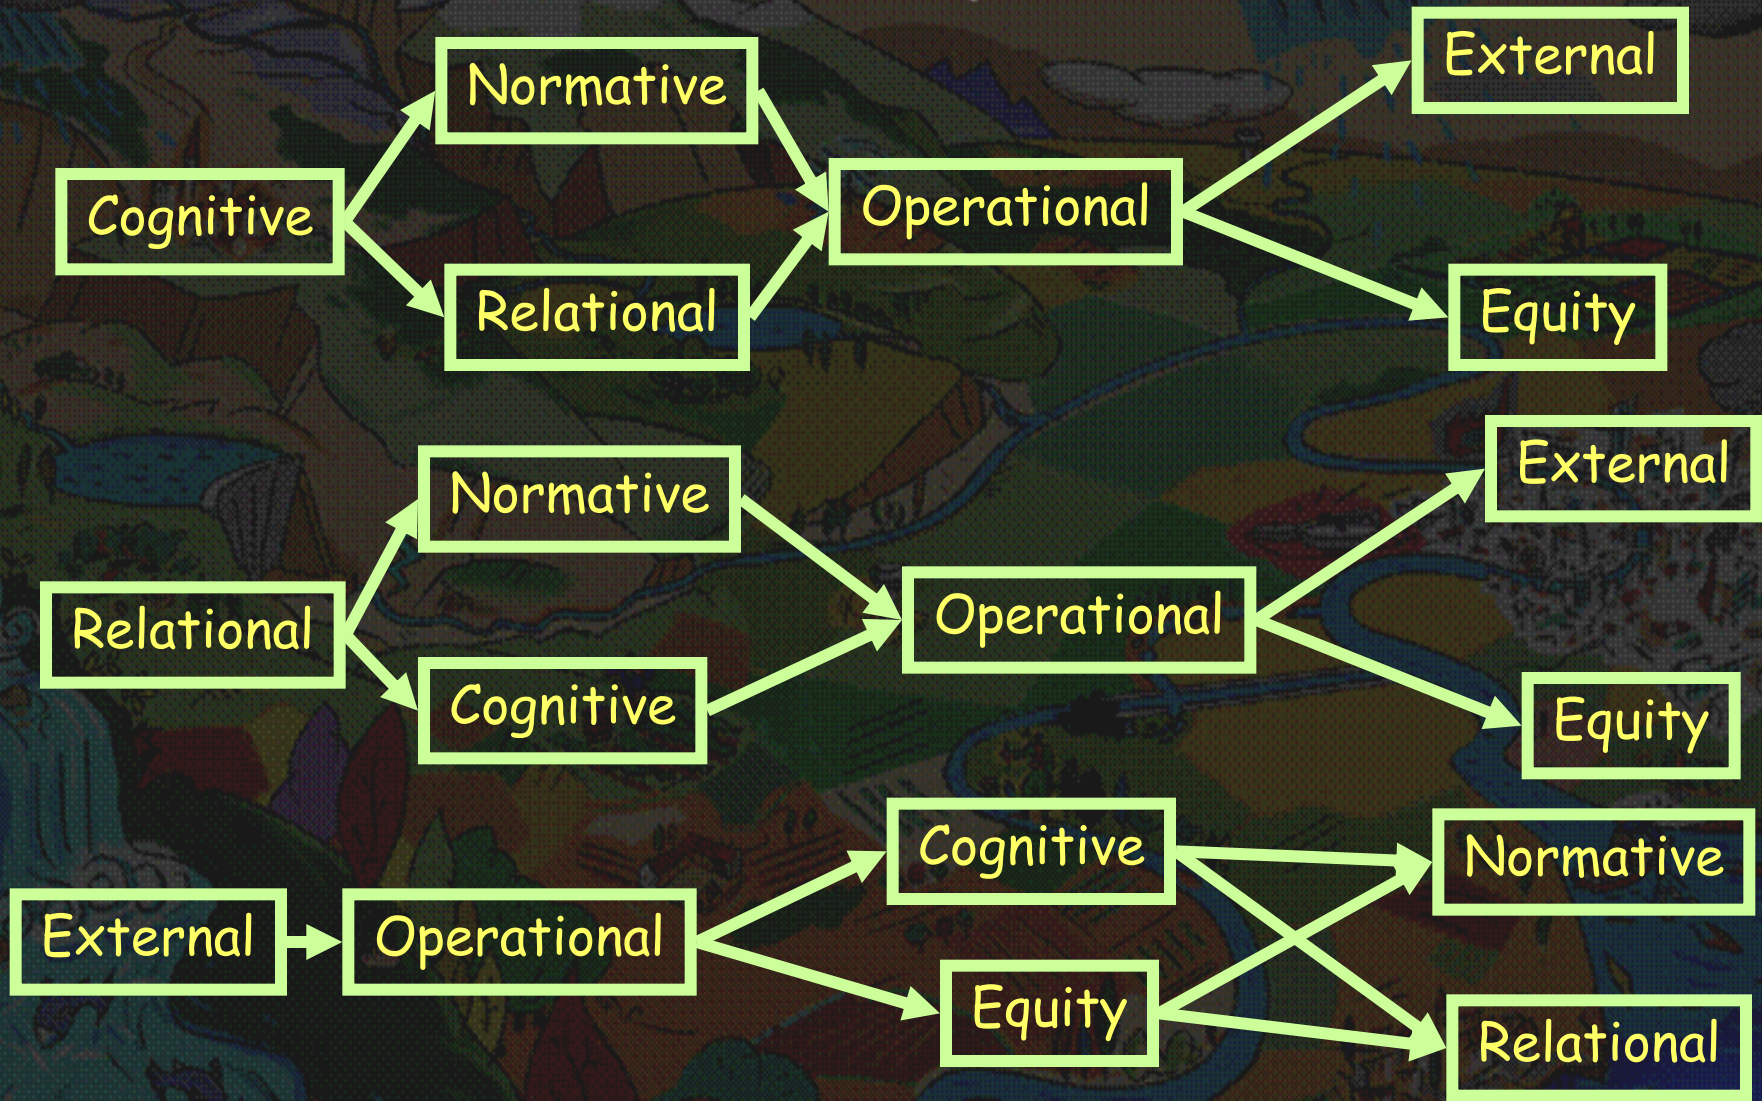 Cognitive
Normative
Relational
Operational
External
Equity
Relational
Normative
Cognitive
Operational
External
Equity
External
Operational
Cognitive
Equity
Normative
Relational